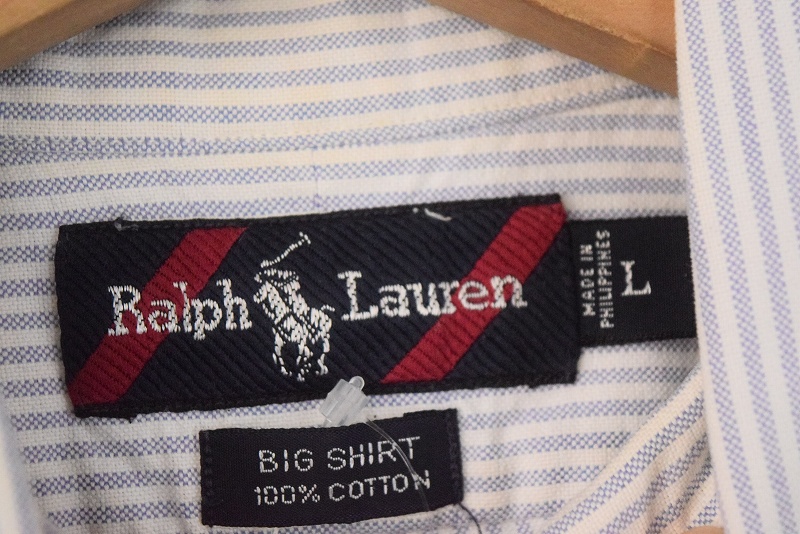 Ralph Lauren
MADE IN
PHILIPPINES
L
BIG SHIRT
100% COTTON